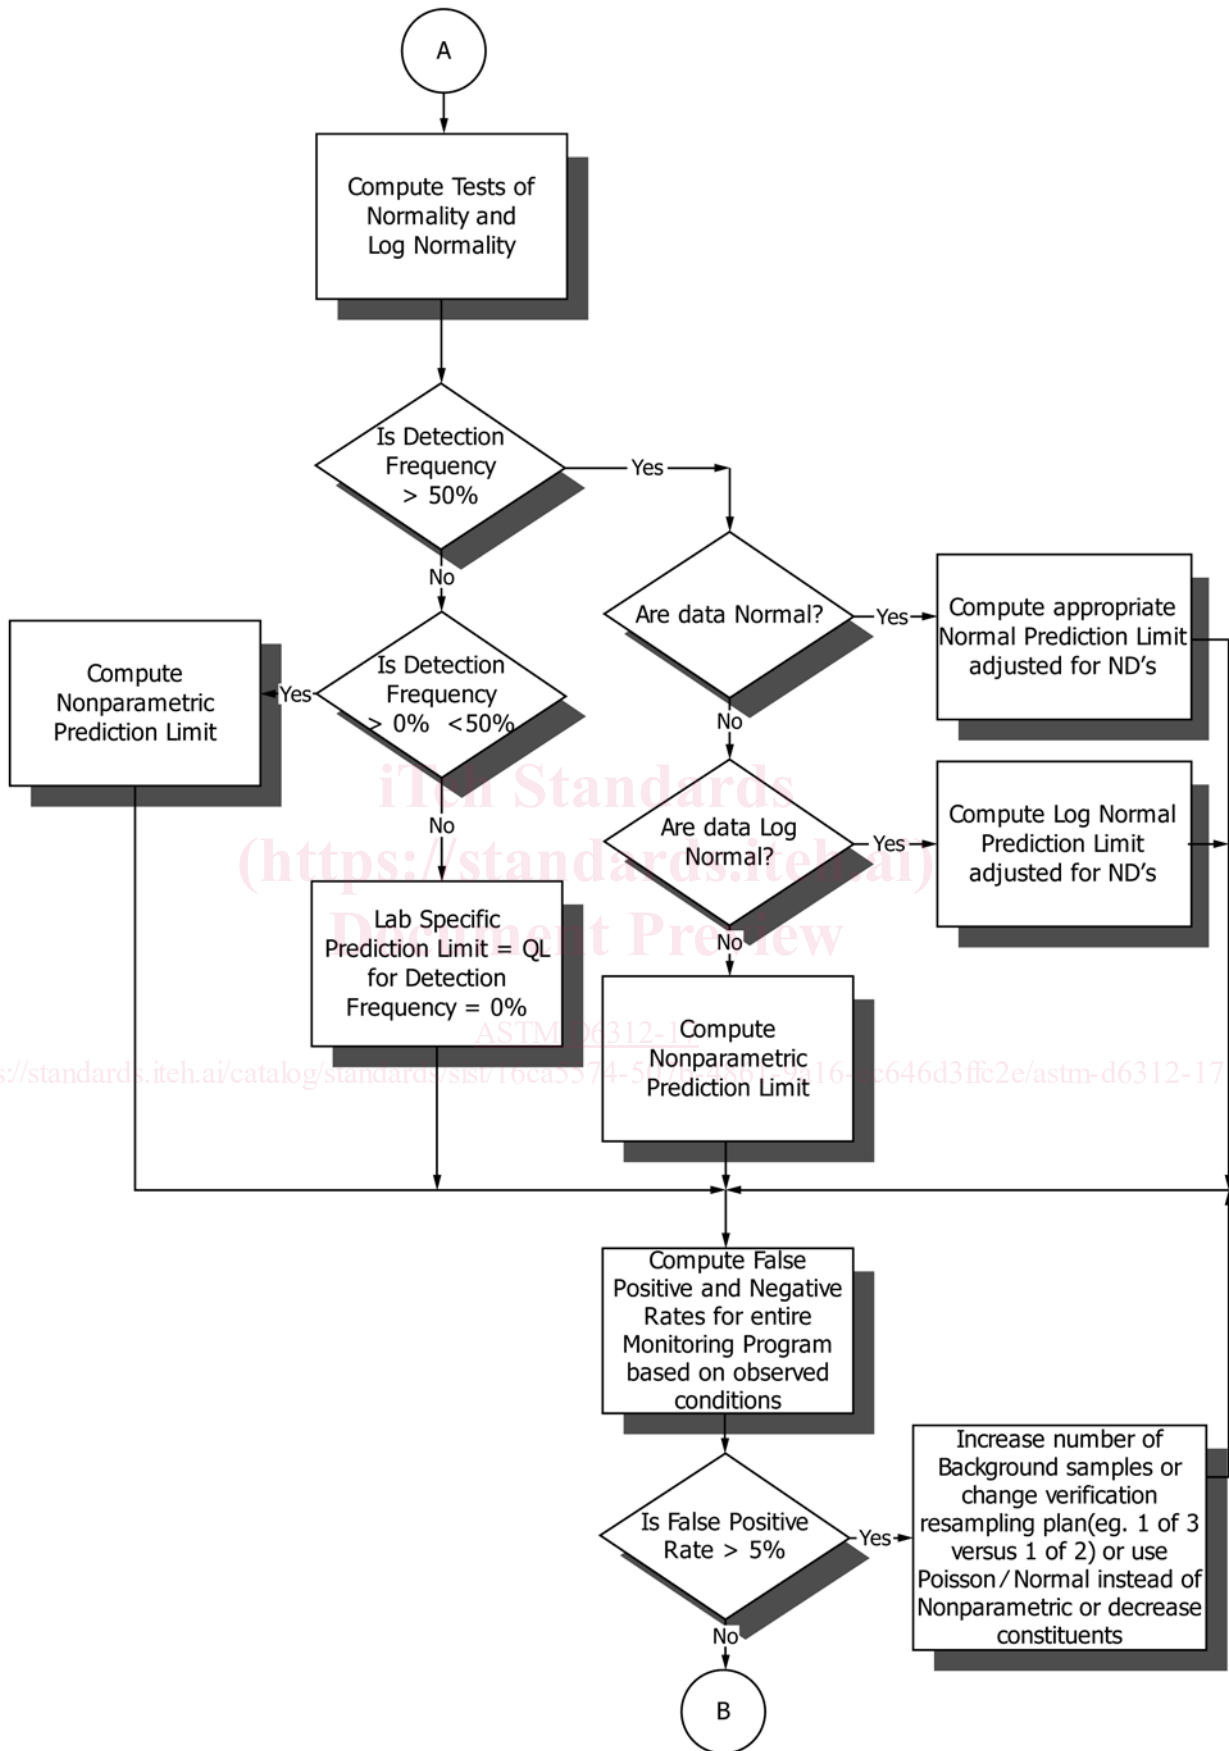 A
Compute Tests of
Normality and
Log Normality
Is Detection
Frequency
> 50%
Yes
No
Are data Normal?
Yes
Compute appropriate
Normal Prediction Limit
adjusted for ND's
Compute
Nonparametric
Prediction Limit
Yes
Is Detection
Frequency
> 0% <50%
No
No
Are data Log
Normal?
Yes
Compute Log Normal
Prediction Limit
adjusted for ND's
iTeh Standards
(https://standards.iteh.ai)
Document Preview
Lab Specific
Prediction Limit = QL
for Detection
Frequency = 0%
No
Compute
Nonparametric
Prediction Limit
ASTM D6312-17
Compute False
Positive and Negative
Rates for entire
Monitoring Program
based on observed
conditions
Is False Positive
Rate > 5%
Yes
Increase number of
Background samples or
change verification
resampling plan(eg. 1 of 3
versus 1 of 2) or use
Poisson/Normal instead of
Nonparametric or decrease
constituents
No
B